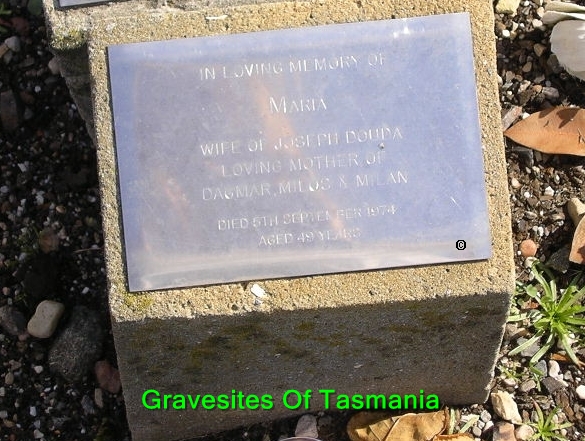 IN LOVING MEMORY OF
MARIA
WIFE OF JOSEPH DOUDA
LOVING MOTHER OF
DAGMAR, MILOS & MILAN
DIED 5TH SEPTEMBER 1974
AGED 49 YEARS
©
Gravesites Of Tasmania